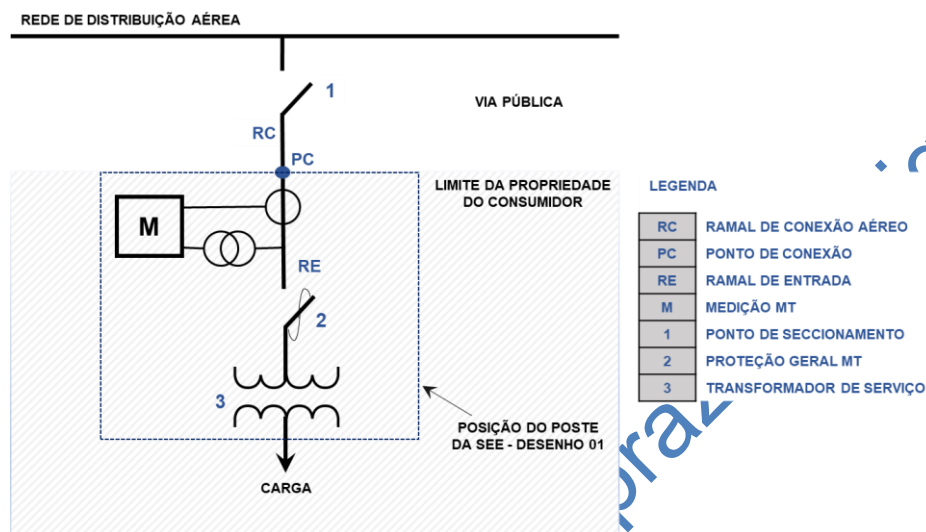 REDE DE DISTRIBUIÇÃO AÉREA
1
VIA PÚBLICA
RC
PC
LIMITE DA PROPRIEDADE
DO CONSUMIDOR
M
RE
2
3
POSIÇÃO DO POSTE
DA SEE - DESENHO 01
CARGA
LEGENDA
RC RAMAL DE CONEXÃO AÉREO
PC PONTO DE CONEXÃO
RE RAMAL DE ENTRADA
M MEDIÇÃO MT
1 PONTO DE SECCIONAMENTO
2 PROTEÇÃO GERAL MT
3 TRANSFORMADOR DE SERVIÇO